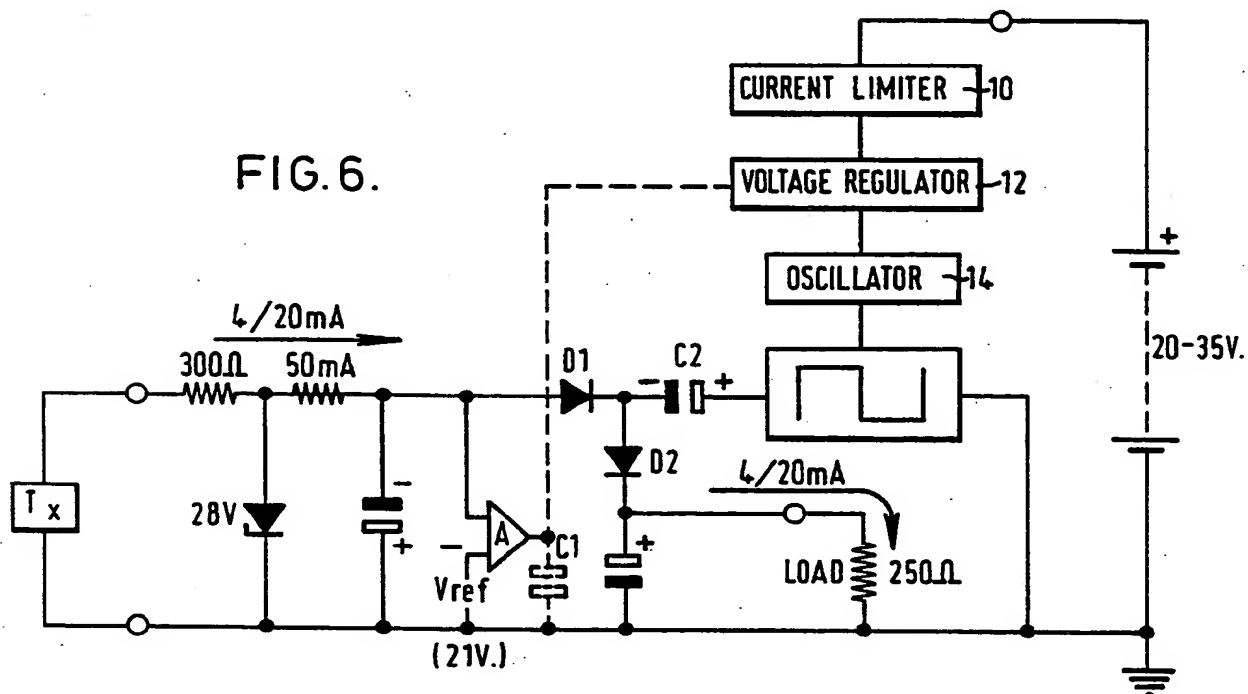 FIG.6.
CURRENT LIMITER 10
VOLTAGE REGULATOR 12
OSCILLATOR 14
+
20-35V.
4/20mA
300Ω 50mA
D1 C2
- +
D2
4/20mA
Tx
28V
-
+
A
-
C1
Vref
+
LOAD 250Ω
(21V.)